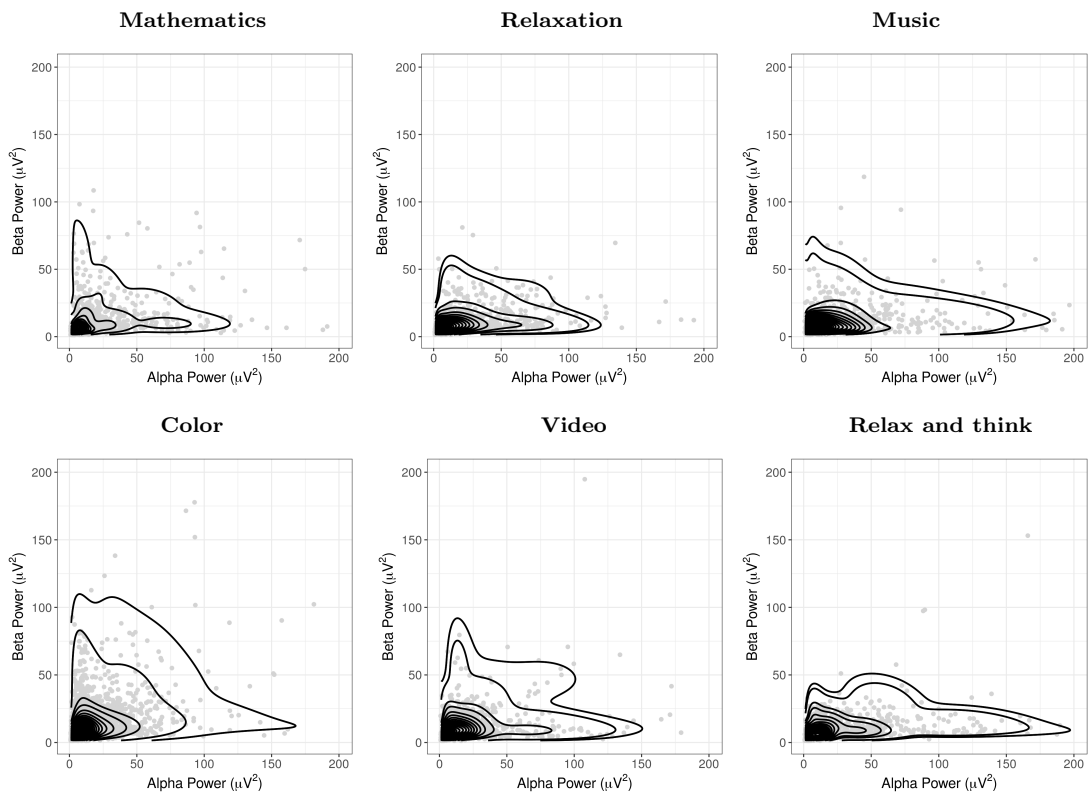 Mathematics Relaxation Music
200 200 200
150 150 150
100 100 100
50 50 50
0 0 0
Beta Power (μV²) Beta Power (μV²) Beta Power (μV²)
0 50 100 150 200 0 50 100 150 200 0 50 100 150 200
Alpha Power (μV²) Alpha Power (μV²) Alpha Power (μV²)
Color Video Relax and think
200 200 200
150 150 150
100 100 100
50 50 50
0 0 0
Beta Power (μV²) Beta Power (μV²) Beta Power (μV²)
0 50 100 150 200 0 50 100 150 200 0 50 100 150 200
Alpha Power (μV²) Alpha Power (μV²) Alpha Power (μV²)